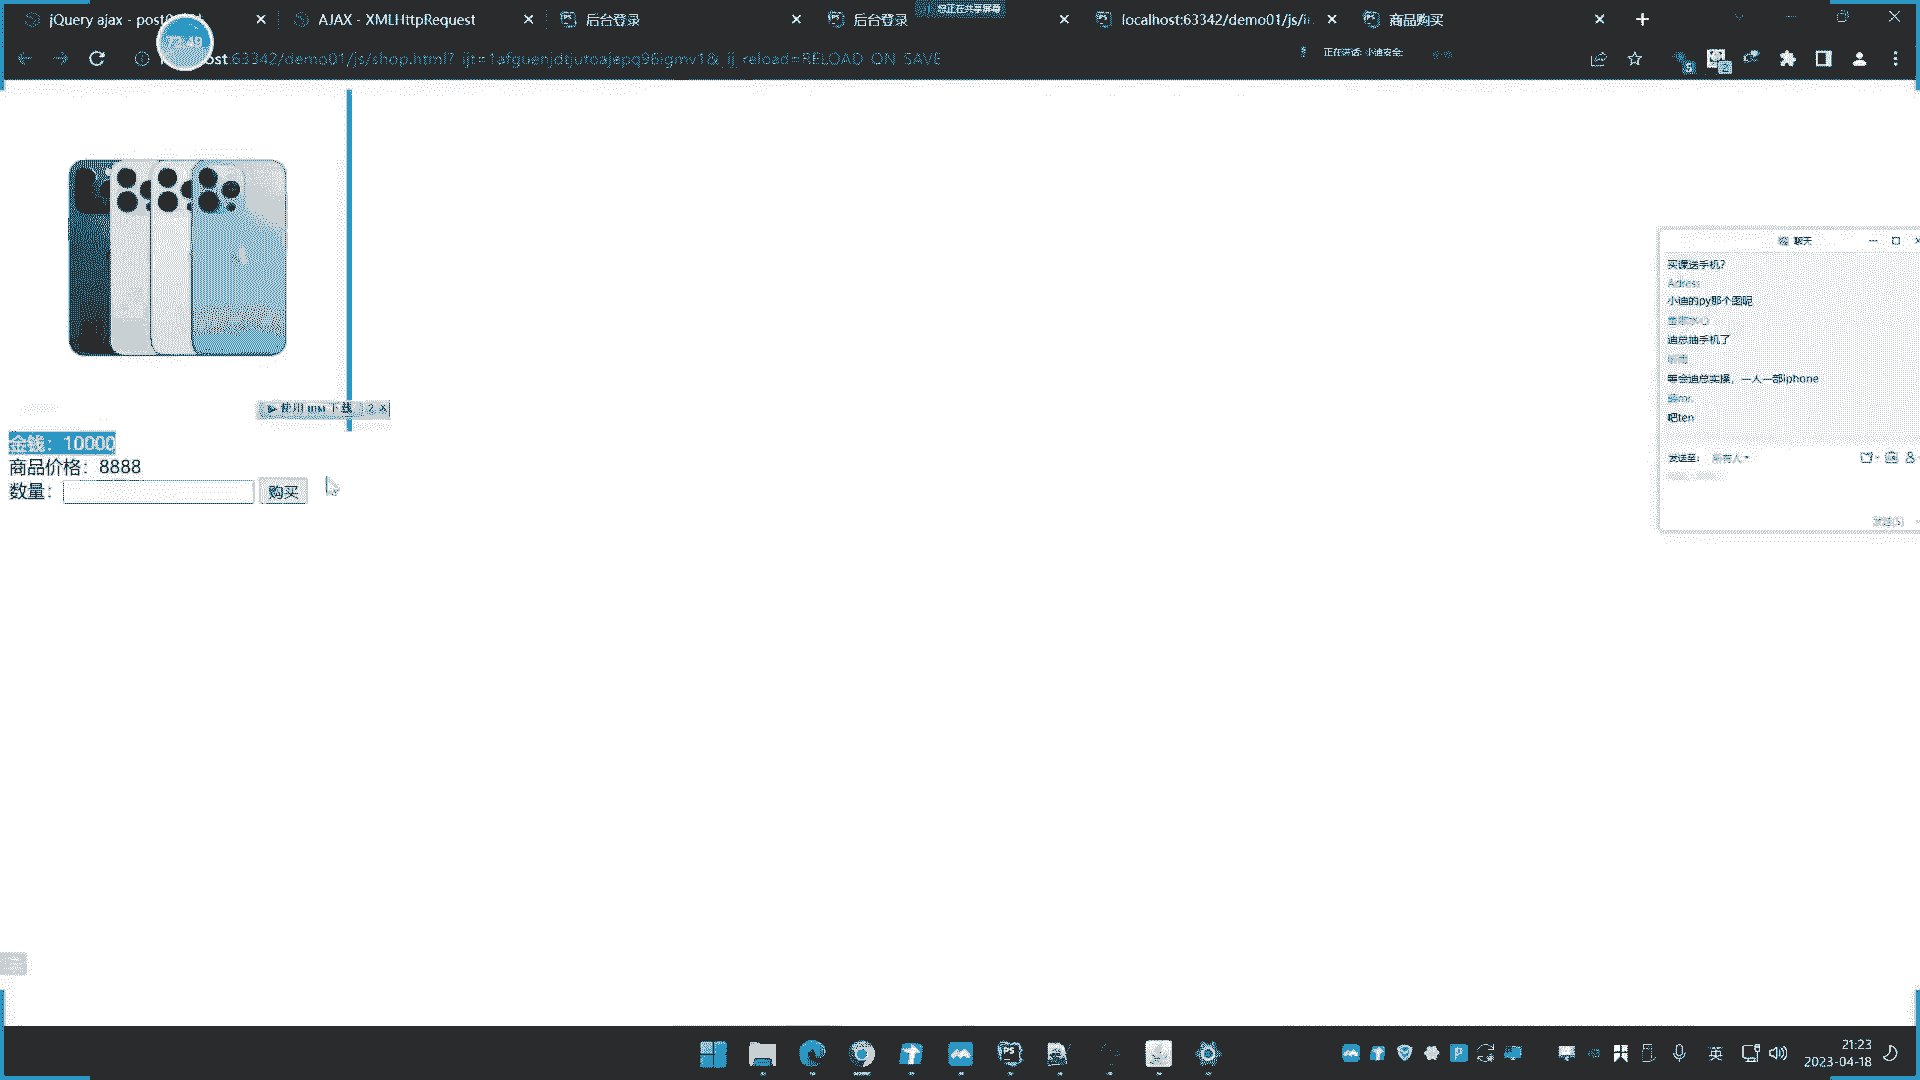 jQuery ajax - post
AJAX - XMLHttpRequest
后台登录
后台登录
您正在共享屏幕
localhost:63342/demo01/js/i
商品购买
72:49
ost:63342/demo01/js/shop.html?_ijt=1afguenjdtjutoajepq96igmv1&_ij_reload=RELOAD_ON_SAVE
正在讲话: 小迪安全:
5
2
聊天
买课送手机?
Adress
小迪的py那个图呢
迪总抽手机了
等会迪总实操，一人一部iphone
吧ten
发送至:
所有人
发送(S)
使用 IDM 下载
2
金钱：10000
商品价格：8888
数量：
购买
英
21:23
2023-04-18